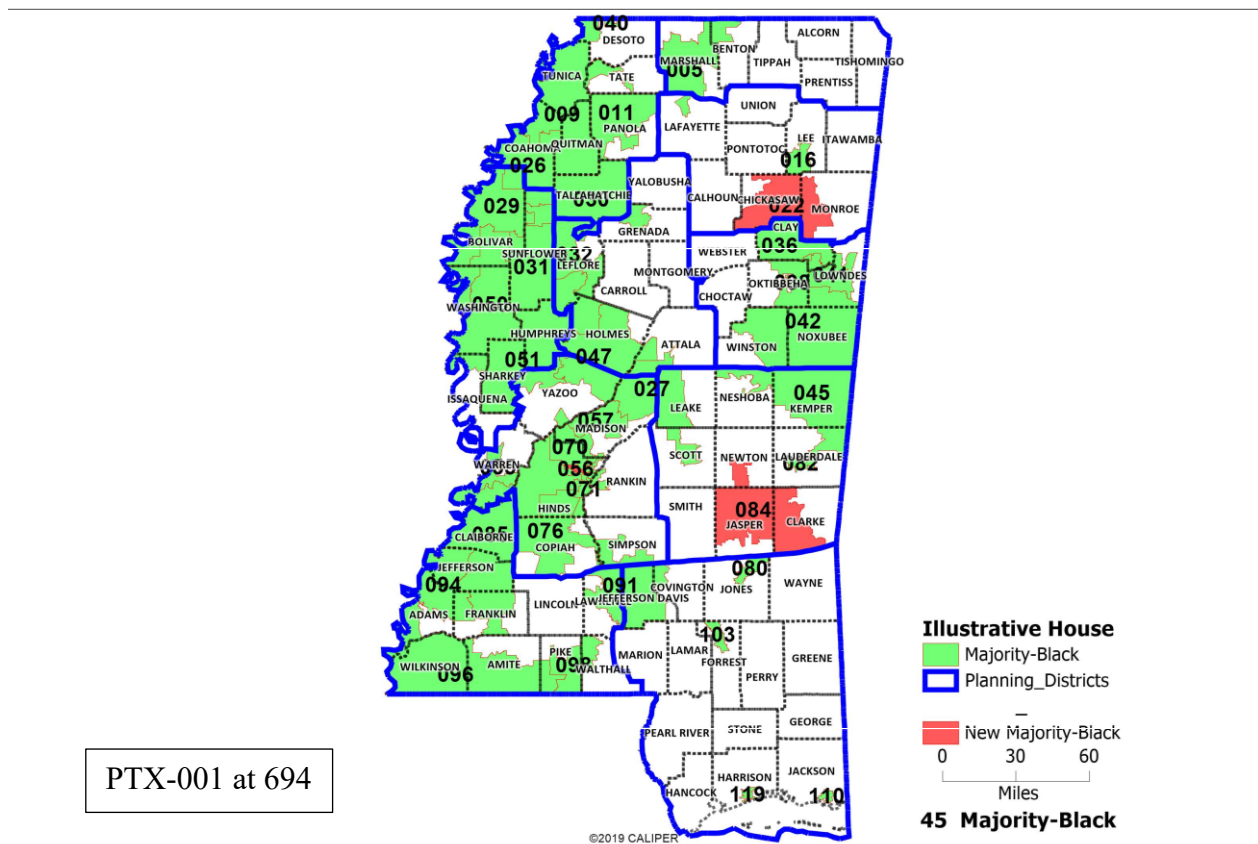 040
DESOTO
ALCORN
BENTON
MARSHALL
005
TIPPAH
TISHOMINGO
TUNICA
TATE
PRENTISS
009
011
PANOLA
LAFAYETTE
UNION
LEE
ITAWAMBA
COAHOMA
QUITMAN
PONTOTOC
016
026
YALOBUSHA
TALLAHATCHIE
CALHOUN
CHICKASAW
022
MONROE
029
GRENADA
CLAY
BOLIVAR
036
SUNFLOWER
WEBSTER
LEFLORE
031
MONTGOMERY
OKTIBBEHA
LOWNDES
CARROLL
CHOCTAW
WASHINGTON
042
HUMPHREYS
HOLMES
ATTALA
WINSTON
NOXUBEE
051
047
SHARKEY
027
045
YAZOO
ISSAQUENA
LEAKE
NESHOBA
KEMPER
057
MADISON
070
SCOTT
NEWTON
LAUDERDALE
082
WARREN
056
RANKIN
071
HINDS
SMITH
084
JASPER
CLARKE
076
CLAIBORNE
COPIAH
SIMPSON
JEFFERSON
080
094
091
COVINGTON
JONES
WAYNE
JEFFERSON DAVIS
LINCOLN
ADAMS
FRANKLIN
103
PIKE
MARION
LAMAR
FORREST
GREENE
WILKINSON
AMITE
WALTHALL
096
PERRY
GEORGE
PEARL RIVER
STONE
HARRISON
JACKSON
HANCOCK
119
110
Illustrative House
Majority-Black
Planning_Districts
New Majority-Black
0 30 60
Miles
45 Majority-Black
PTX-001 at 694
©2019 CALIPER